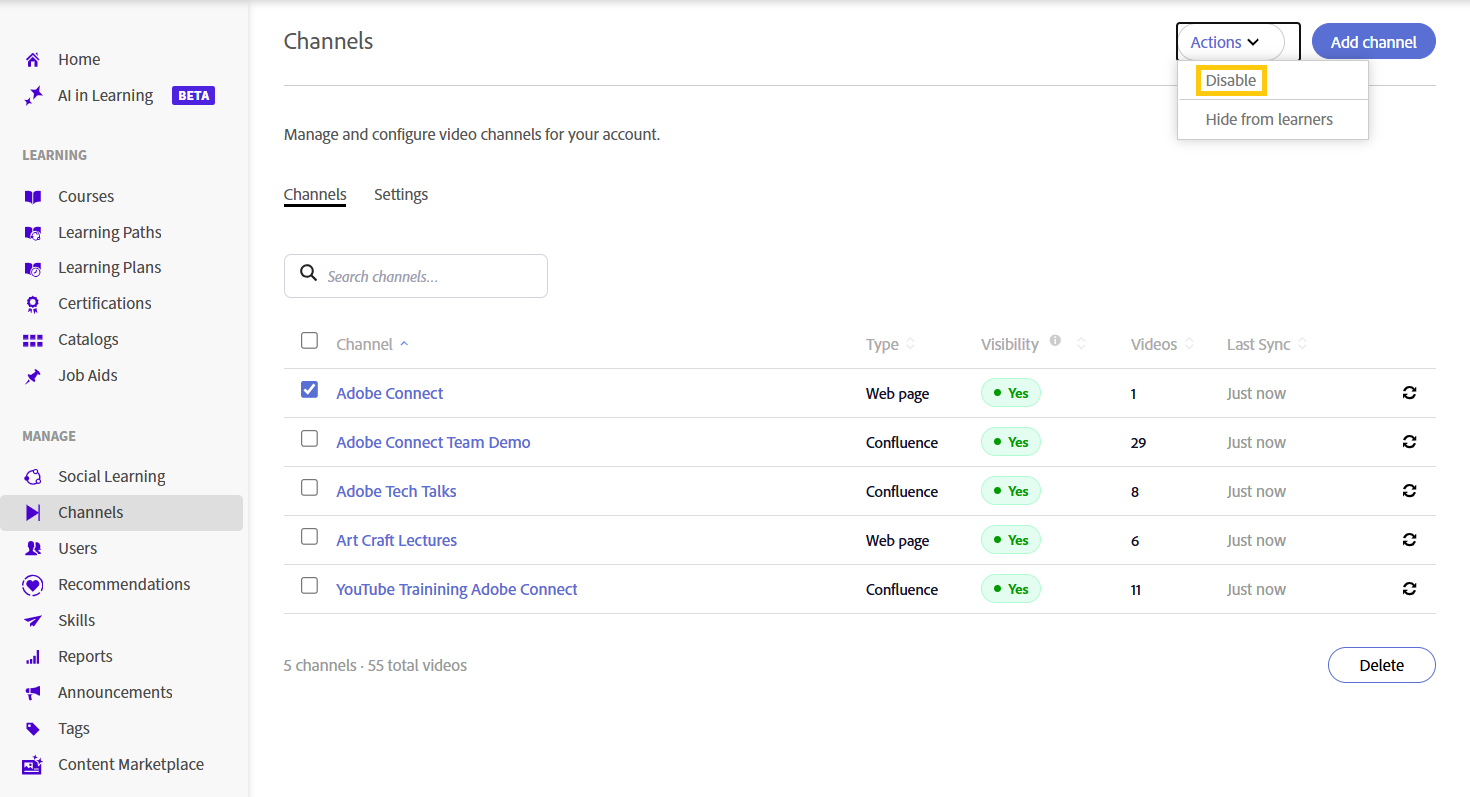 Home
AI in Learning BETA
LEARNING
Courses
Learning Paths
Learning Plans
Certifications
Catalogs
Job Aids
MANAGE
Social Learning
Channels
Users
Recommendations
Skills
Reports
Announcements
Tags
Content Marketplace
Channels
Actions
Add channel
Disable
Hide from learners
Manage and configure video channels for your account.
Channels Settings
Search channels...
Channel Type Visibility Videos Last Sync
Adobe Connect Web page Yes 1 Just now
Adobe Connect Team Demo Confluence Yes 29 Just now
Adobe Tech Talks Confluence Yes 8 Just now
Art Craft Lectures Web page Yes 6 Just now
YouTube Trainining Adobe Connect Confluence Yes 11 Just now
5 channels · 55 total videos
Delete